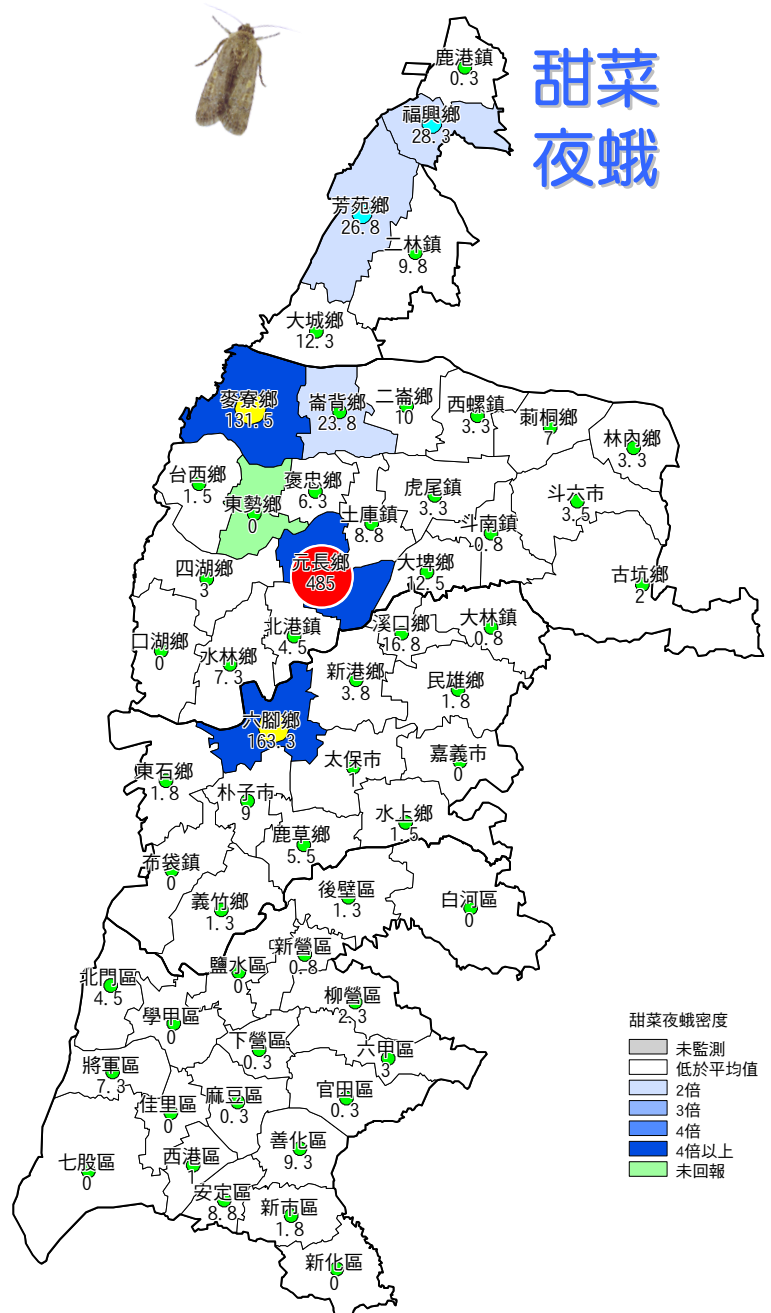 甜菜
夜蛾
鹿港鎮
0.3
福興鄉
28.3
芳苑鄉
26.8
二林鎮
9.8
大城鄉
12.3
麥寮鄉
131.5
崙背鄉
23.8
二崙鄉
10
西螺鎮
3.3
莿桐鄉
7
林內鄉
3.3
台西鄉
1.5
東勢鄉
0
褒忠鄉
6.3
土庫鎮
8.8
虎尾鎮
3.3
斗南鎮
0.8
斗六市
3.5
四湖鄉
3
元長鄉
485
大埤鄉
12.5
古坑鄉
2
口湖鄉
0
水林鄉
7.3
北港鎮
4.5
溪口鄉
16.8
大林鎮
0.8
新港鄉
3.8
民雄鄉
1.8
六腳鄉
163.3
東石鄉
1.8
朴子市
9
太保市
1
嘉義市
0
鹿草鄉
5.5
水上鄉
1.5
布袋鎮
0
義竹鄉
1.3
後壁區
1.3
白河區
0
北門區
4.5
鹽水區
0
新營區
0.8
柳營區
2.3
學甲區
0
下營區
0.3
六甲區
3
將軍區
7.3
佳里區
0
麻豆區
0.3
官田區
0.3
七股區
0
西港區
1
善化區
9.3
安定區
8.8
新市區
1.8
新化區
0
甜菜夜蛾密度
未監測
低於平均值
2倍
3倍
4倍
4倍以上
未回報